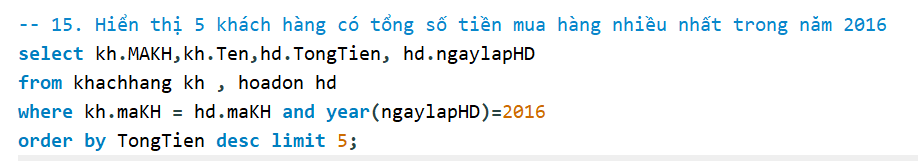 -- 15. Hiển thị 5 khách hàng có tổng số tiền mua hàng nhiều nhất trong năm 2016
select kh.MAKH,kh.Ten,hd.TongTien, hd.ngaylapHD
from khachhang kh , hoadon hd
where kh.maKH = hd.maKH and year(ngaylapHD)=2016
order by TongTien desc limit 5;